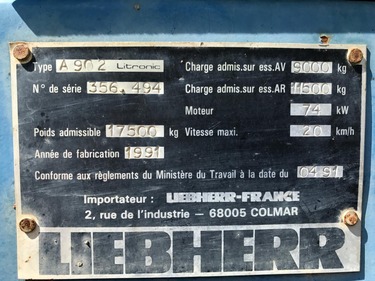 Type A 902 Litronic Charge admis.sur ess.AV 9000 kg
N° de série 356.494 Charge admis.sur ess.AR 11500 kg
Moteur 74 kW
Poids admissible 17500 kg Vitesse maxi. 20 km/h
Année de fabrication 1991
Conforme aux règlements du Ministère du Travail à la date du 04.91
Importateur : LIEBHERR-FRANCE
2, rue de l'industrie – 68005 COLMAR
LIEBHERR